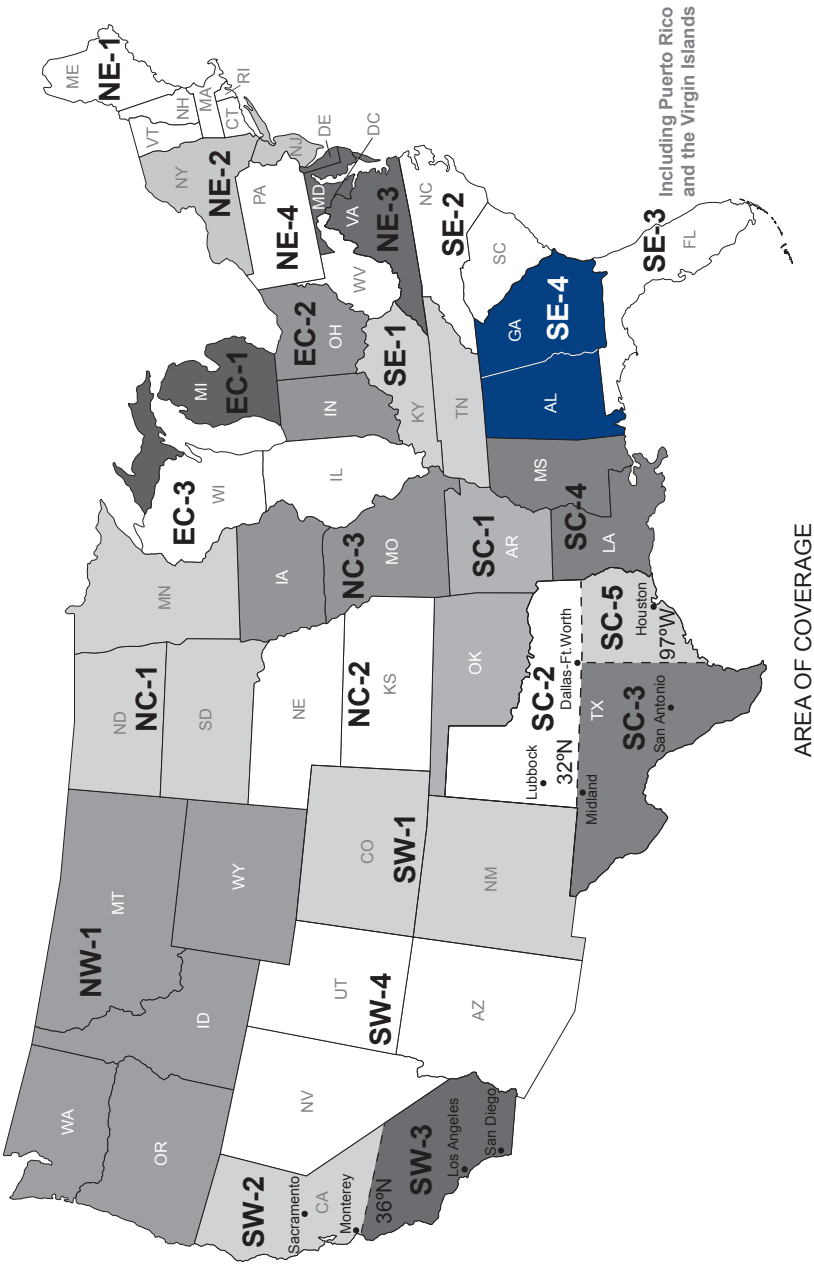 WA
OR
ID
MT
NW-1
WY
NV
UT
SW-4
AZ
SW-2
Sacramento
CA
Monterey
36ºN
SW-3
Los Angeles
San Diego
CO
SW-1
NM
ND
NC-1
SD
MN
NE
NC-2
KS
IA
NC-3
MO
OK
SC-1
AR
SC-2
Lubbock
Dallas-Ft.Worth
32ºN
Midland
TX
SC-3
San Antonio
SC-5
Houston
97ºW
SC-4
LA
MS
EC-3
WI
IL
MI
EC-1
EC-2
IN
OH
SE-1
KY
TN
AL
GA
SE-4
SE-2
NC
SC
SE-3
FL
Including Puerto Rico
and the Virgin Islands
WV
VA
NE-3
MD
DE
DC
PA
NE-4
NY
NE-2
NJ
ME
NE-1
VT
NH
MA
CT
RI
AREA OF COVERAGE